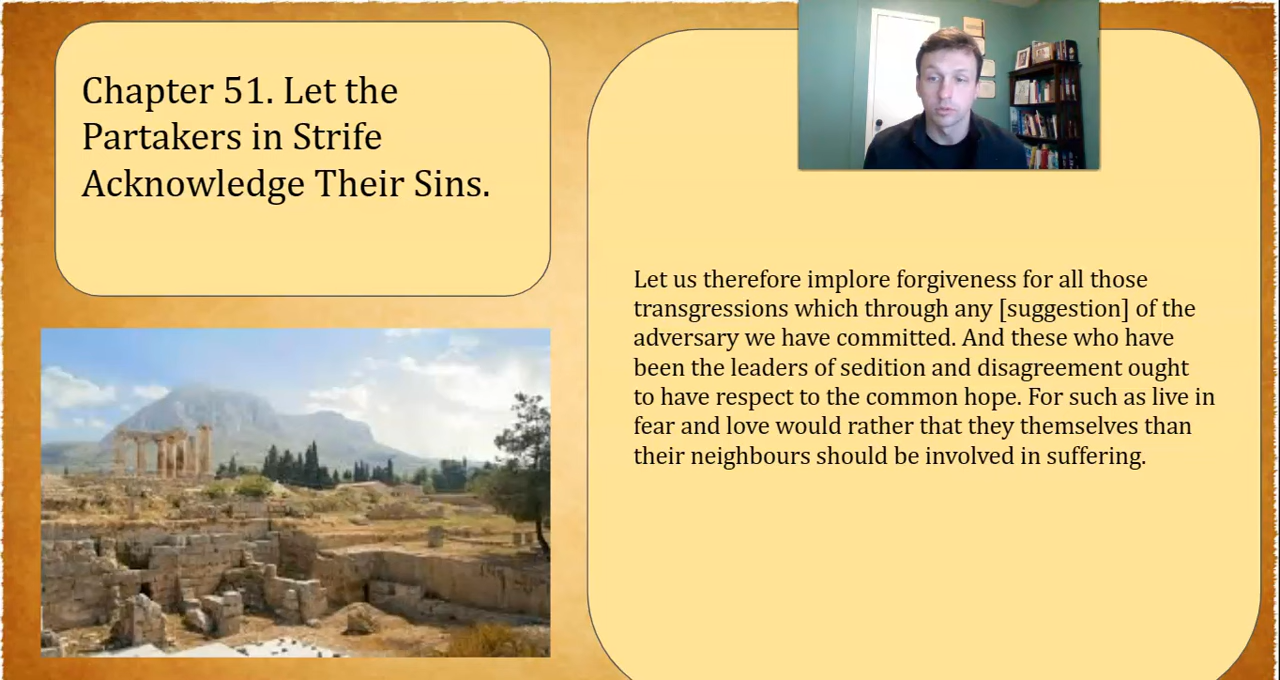 Chapter 51. Let the
Partakers in Strife
Acknowledge Their Sins.
Let us therefore implore forgiveness for all those
transgressions which through any [suggestion] of the
adversary we have committed. And these who have
been the leaders of sedition and disagreement ought
to have respect to the common hope. For such as live in
fear and love would rather that they themselves than
their neighbours should be involved in suffering.